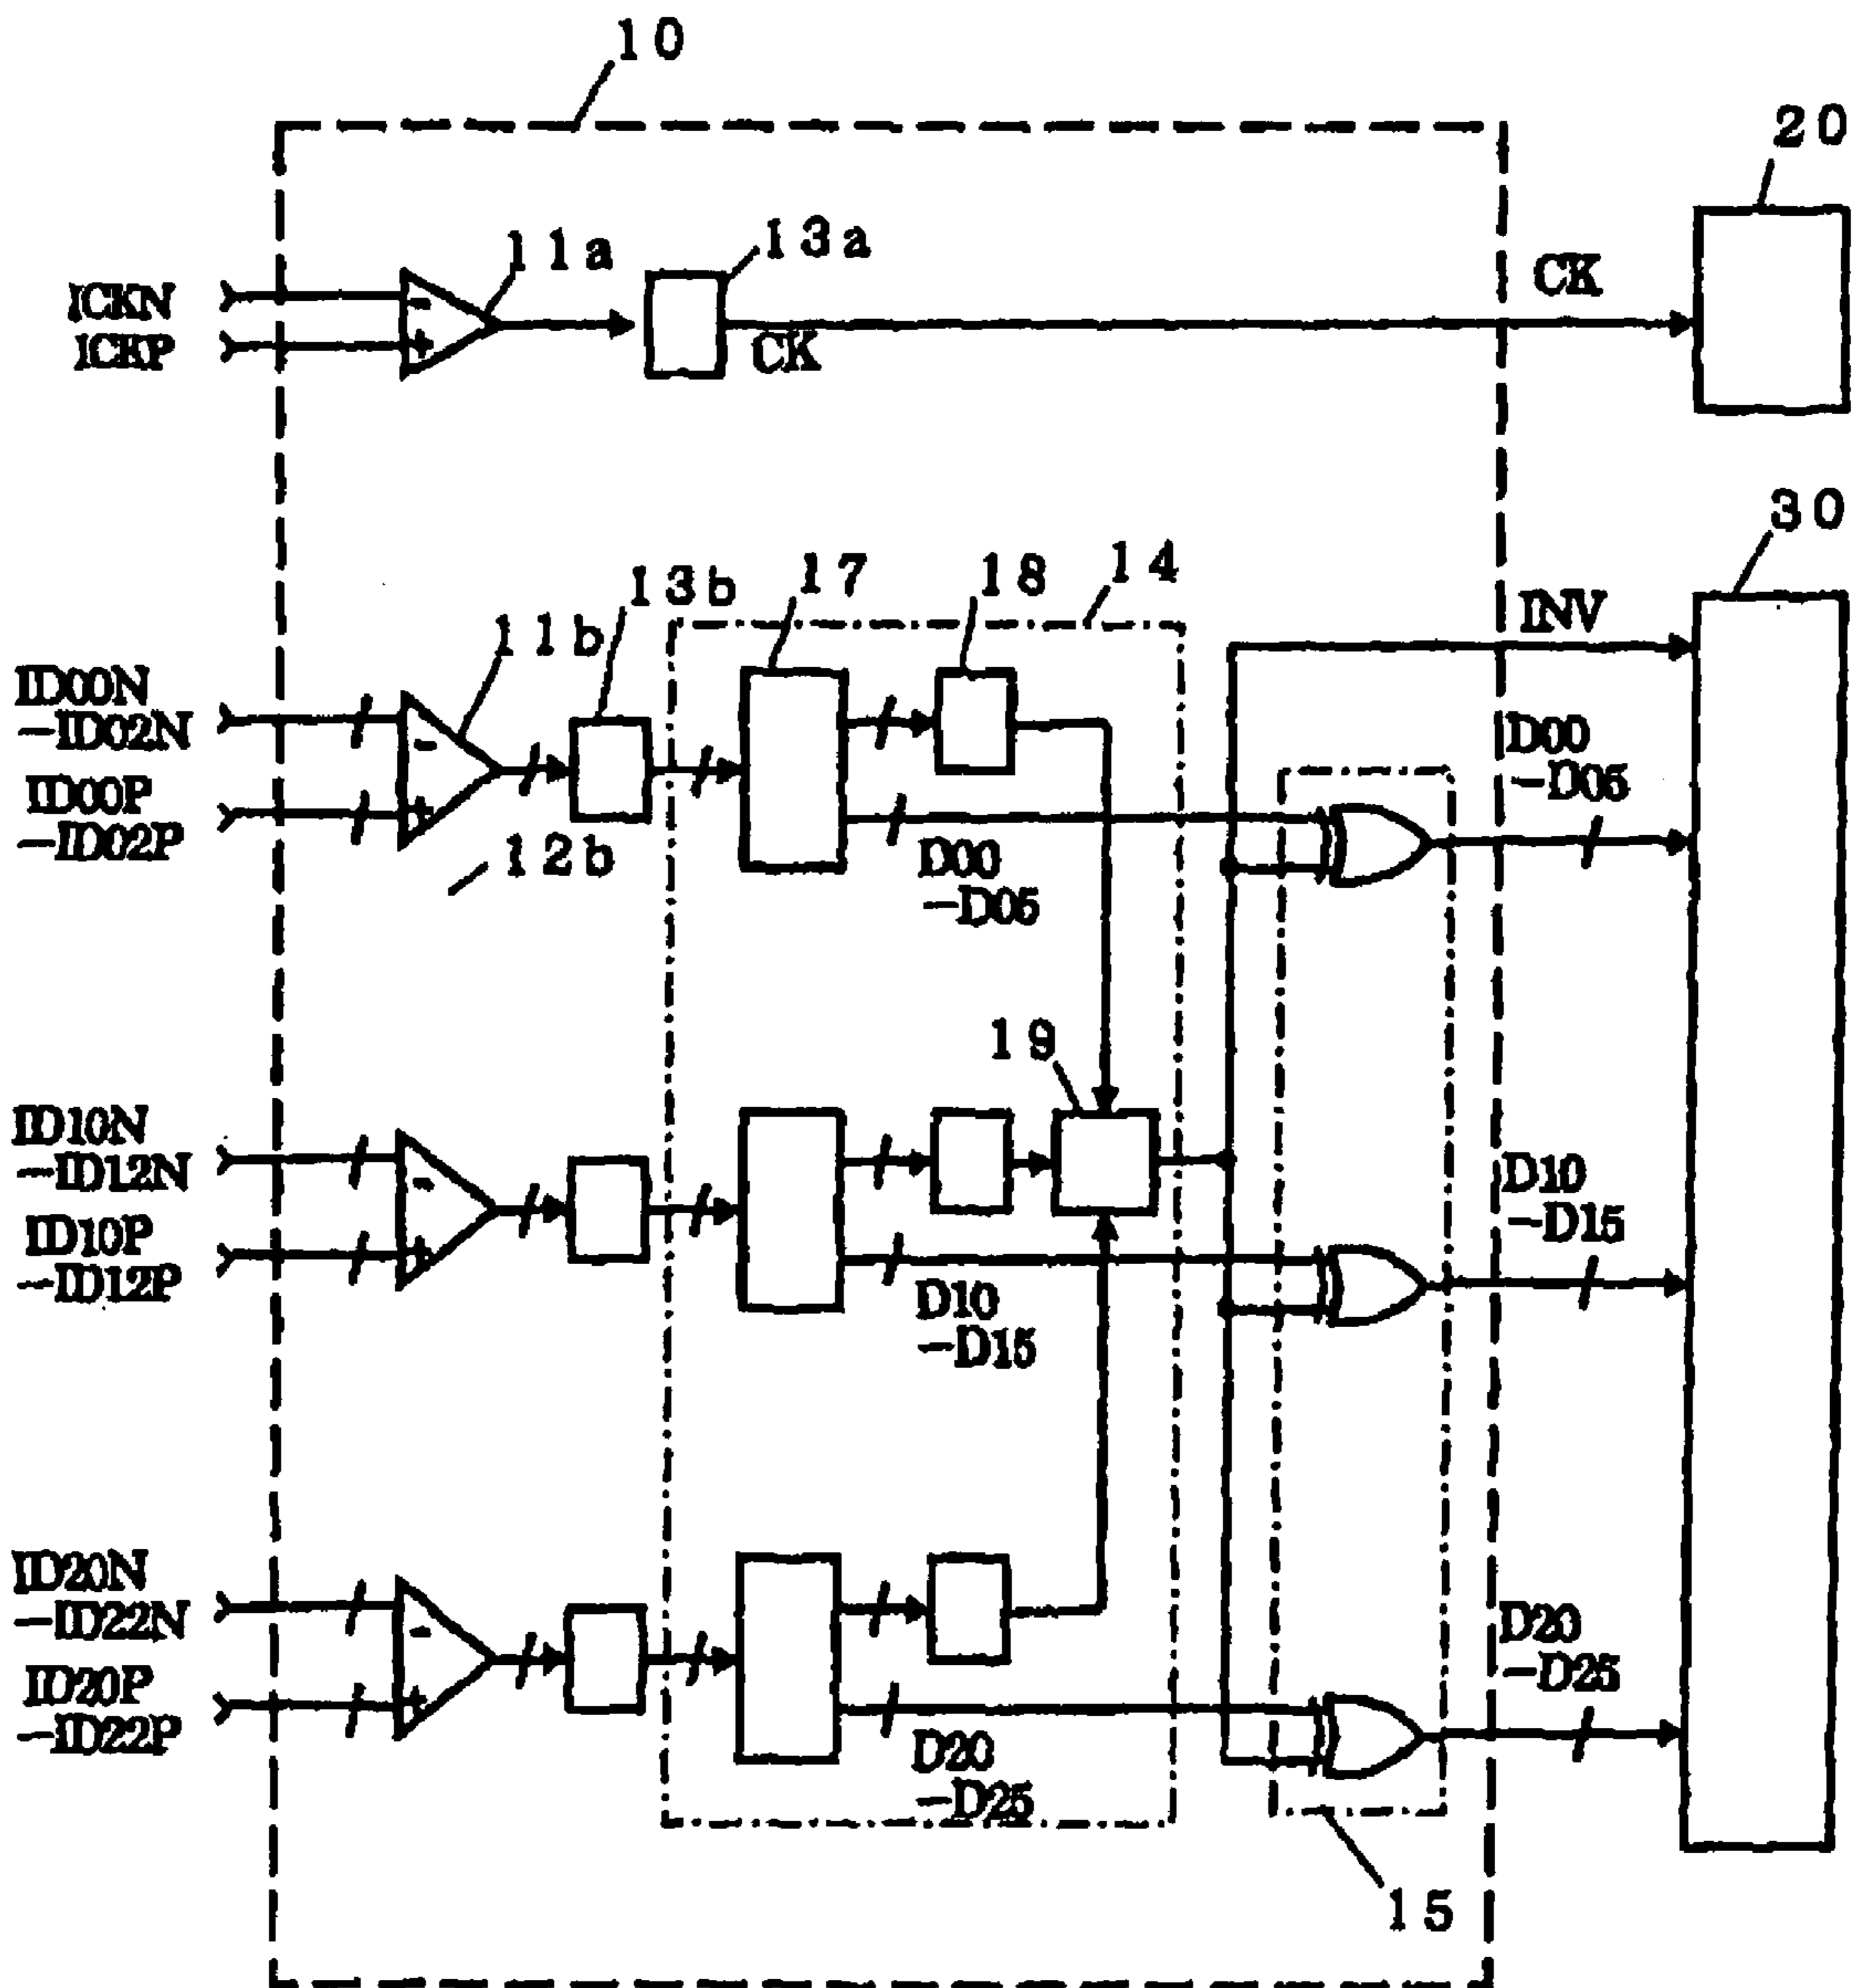 10
20
11a
13a
ICKN
ICKP
CK
CK
30
17
18
14
13b
11b
INV
ID00N
-ID02N
ID00P
-ID02P
D00
-D05
12b
D00
-D05
19
ID10N
-ID12N
ID10P
-ID12P
D10
-D15
D10
-D15
ID20N
-ID22N
ID20P
-ID22P
D20
-D25
D20
-D25
15